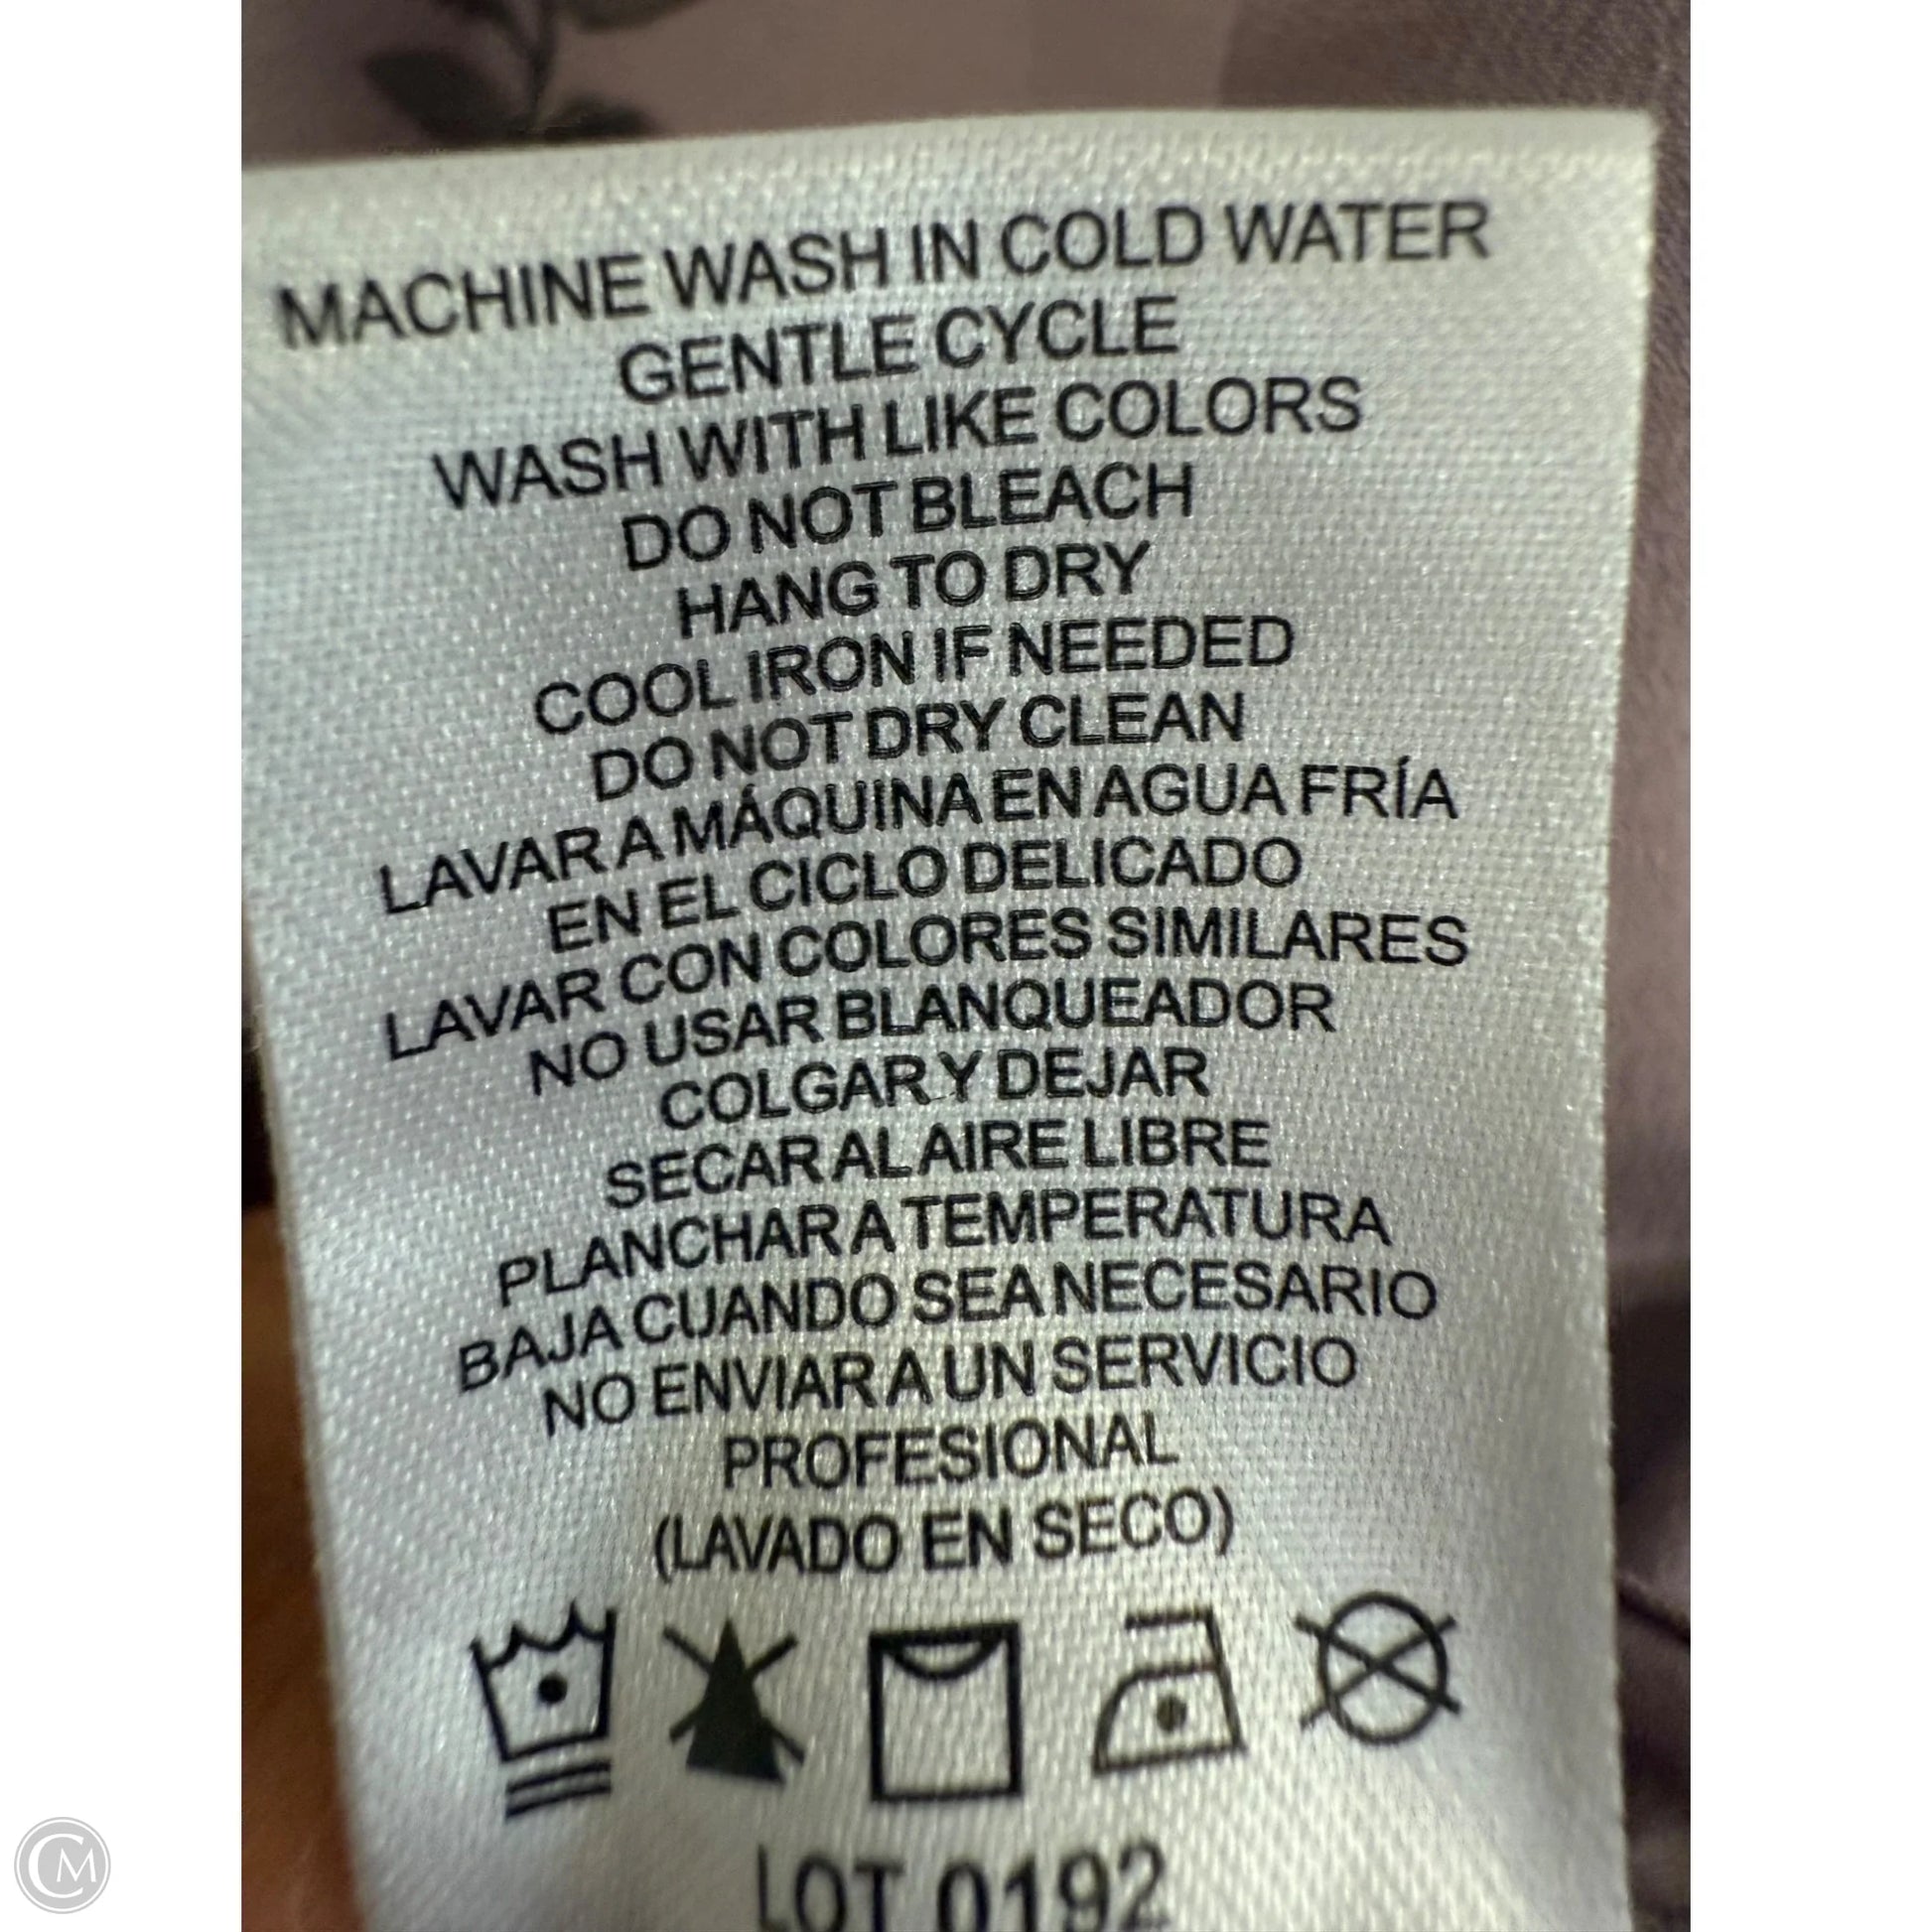 MACHINE WASH IN COLD WATER
GENTLE CYCLE
WASH WITH LIKE COLORS
DO NOT BLEACH
HANG TO DRY
COOL IRON IF NEEDED
DO NOT DRY CLEAN
LAVAR A MÁQUINA EN AGUA FRÍA
EN EL CICLO DELICADO
LAVAR CON COLORES SIMILARES
NO USAR BLANQUEADOR
COLGAR Y DEJAR
SECAR AL AIRE LIBRE
PLANCHAR A TEMPERATURA
BAJA CUANDO SEA NECESARIO
NO ENVIAR A UN SERVICIO
PROFESIONAL
(LAVADO EN SECO)
LOT 0192
CM